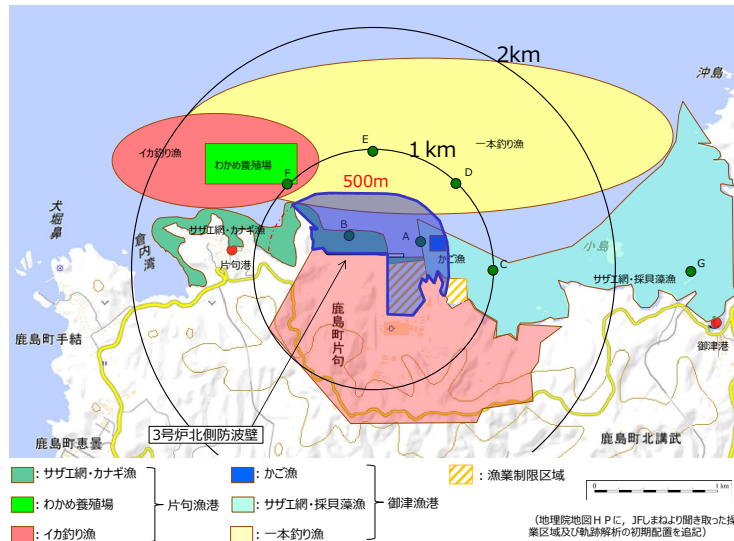 2km
沖島
1km
E
一本釣り漁
イカ釣り漁
わかめ養殖場
D
F
500m
犬堀鼻
倉内湾
サザエ網・カナギ漁
B
A
小島
かご漁
片句港
C
サザエ網・採貝藻漁
G
鹿島町手結
鹿島町片句
御津港
3号炉北側防波壁
鹿島町恵曇
鹿島町北講武
：サザエ網・カナギ漁
：わかめ養殖場
：イカ釣り漁
片句漁港
：かご漁
：サザエ網・採貝藻漁
：一本釣り漁
御津漁港
：漁業制限区域
0 1 km
（地理院地図ＨＰに，JFしまねより聞き取った操
業区域及び軌跡解析の初期配置を追記）